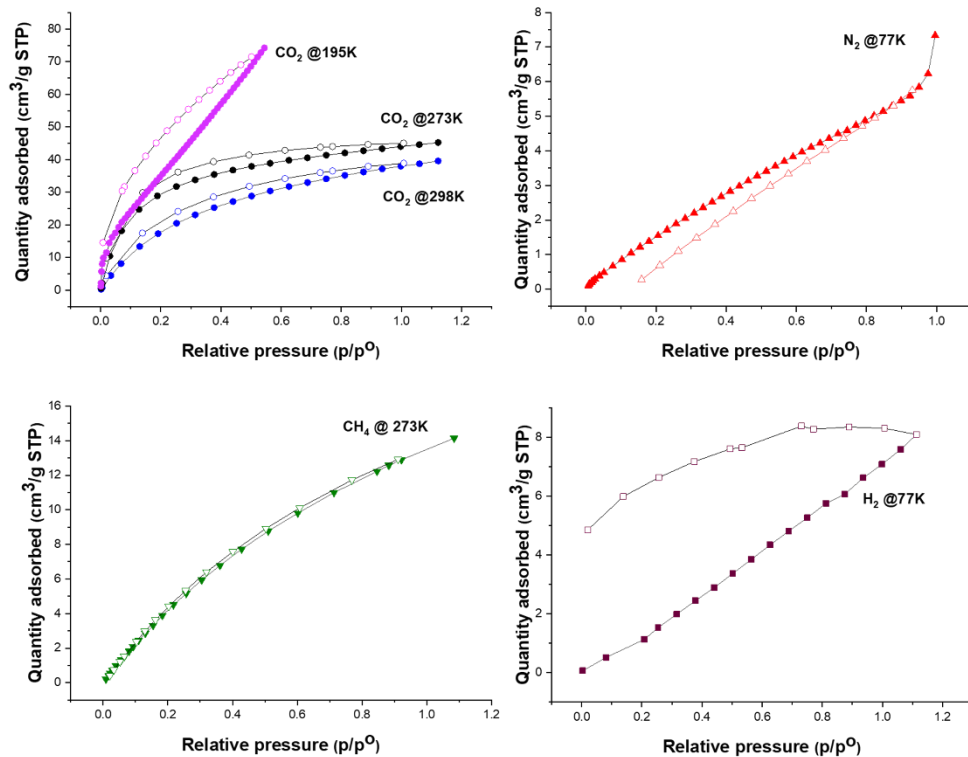 Quantity adsorbed (cm³/g STP)
80
70
60
50
40
30
20
10
0
CO₂ @195K
CO₂ @273K
CO₂ @298K
0.0 0.2 0.4 0.6 0.8 1.0 1.2
Relative pressure (p/pᴼ)
Quantity adsorbed (cm³/g STP)
8
7
6
5
4
3
2
1
0
N₂ @77K
0.0 0.2 0.4 0.6 0.8 1.0
Relative pressure (p/pᴼ)
Quantity adsorbed (cm³/g STP)
16
14
12
10
8
6
4
2
0
CH₄ @ 273K
0.0 0.2 0.4 0.6 0.8 1.0 1.2
Relative pressure (p/pᴼ)
Quantity adsorbed (cm³/g STP)
8
6
4
2
0
H₂ @77K
0.0 0.2 0.4 0.6 0.8 1.0 1.2
Relative pressure (p/pᴼ)